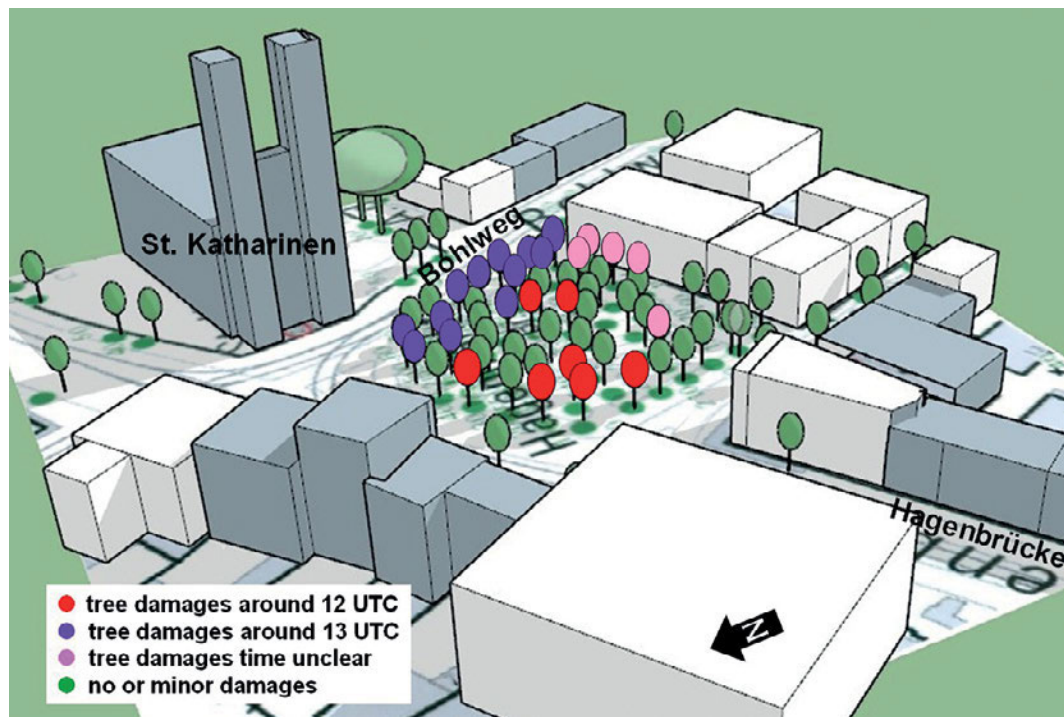 St. Katharinen
Bohlweg
Hagenbrücke
N
tree damages around 12 UTC
tree damages around 13 UTC
tree damages time unclear
no or minor damages